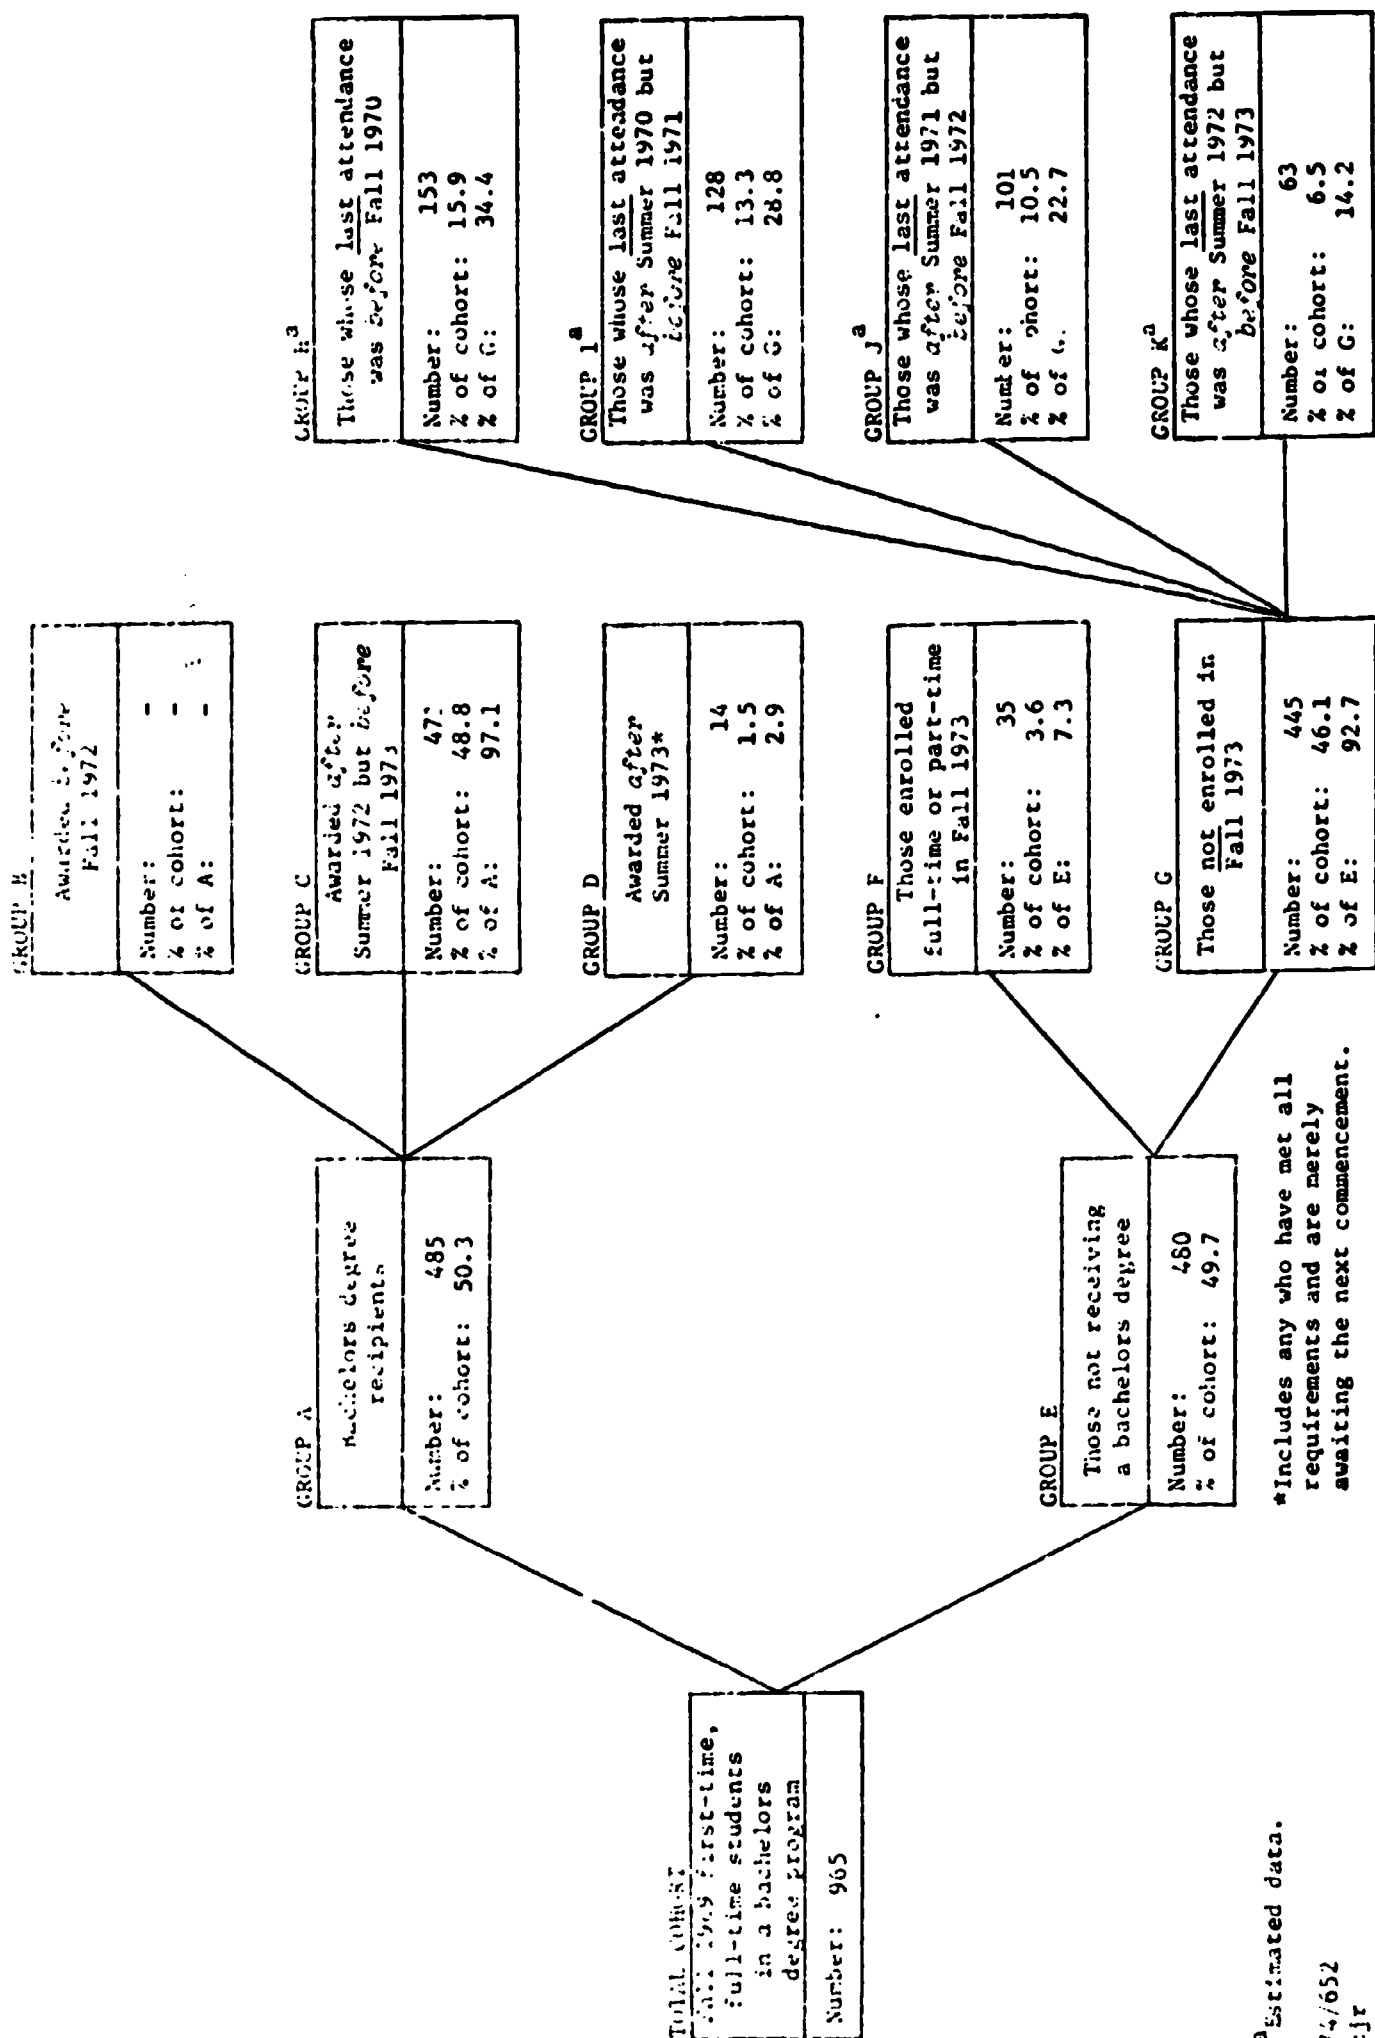 TOTAL COHORT
Fall 1969 First-time,
full-time students
in a bachelors
degree program
Number: 965
GROUP A
Bachelors degree
recipients
Number: 485
% of cohort: 50.3
GROUP E
Those not receiving
a bachelors degree
Number: 480
% of cohort: 49.7
GROUP B
Awarded before
Fall 1972
Number: -
% of cohort: -
% of A: -
GROUP C
Awarded after
Summer 1972 but before
Fall 1973
Number: 47
% of cohort: 48.8
% of A: 97.1
GROUP D
Awarded after
Summer 1973*
Number: 14
% of cohort: 1.5
% of A: 2.9
GROUP F
Those enrolled
full-time or part-time
in Fall 1973
Number: 35
% of cohort: 3.6
% of E: 7.3
GROUP G
Those not enrolled in
Fall 1973
Number: 445
% of cohort: 46.1
% of E: 92.7
GROUP H^a
Those whose last attendance
was before Fall 1970
Number: 153
% of cohort: 15.9
% of G: 34.4
GROUP I^a
Those whose last attendance
was after Summer 1970 but
before Fall 1971
Number: 128
% of cohort: 13.3
% of G: 28.8
GROUP J^a
Those whose last attendance
was after Summer 1971 but
before Fall 1972
Number: 101
% of cohort: 10.5
% of G: 22.7
GROUP K^a
Those whose last attendance
was after Summer 1972 but
before Fall 1973
Number: 63
% of cohort: 6.5
% of G: 14.2
*Includes any who have met all
requirements and are merely
awaiting the next commencement.
^aEstimated data.
74/652
jr